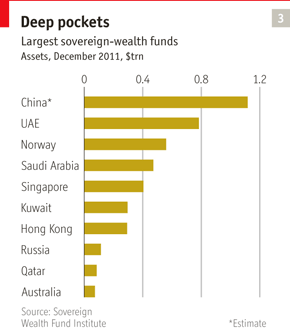 Deep pockets
3
Largest sovereign-wealth funds
Assets, December 2011, $trn
0 0.4 0.8 1.2
China*
UAE
Norway
Saudi Arabia
Singapore
Kuwait
Hong Kong
Russia
Qatar
Australia
Source: Sovereign
Wealth Fund Institute
*Estimate